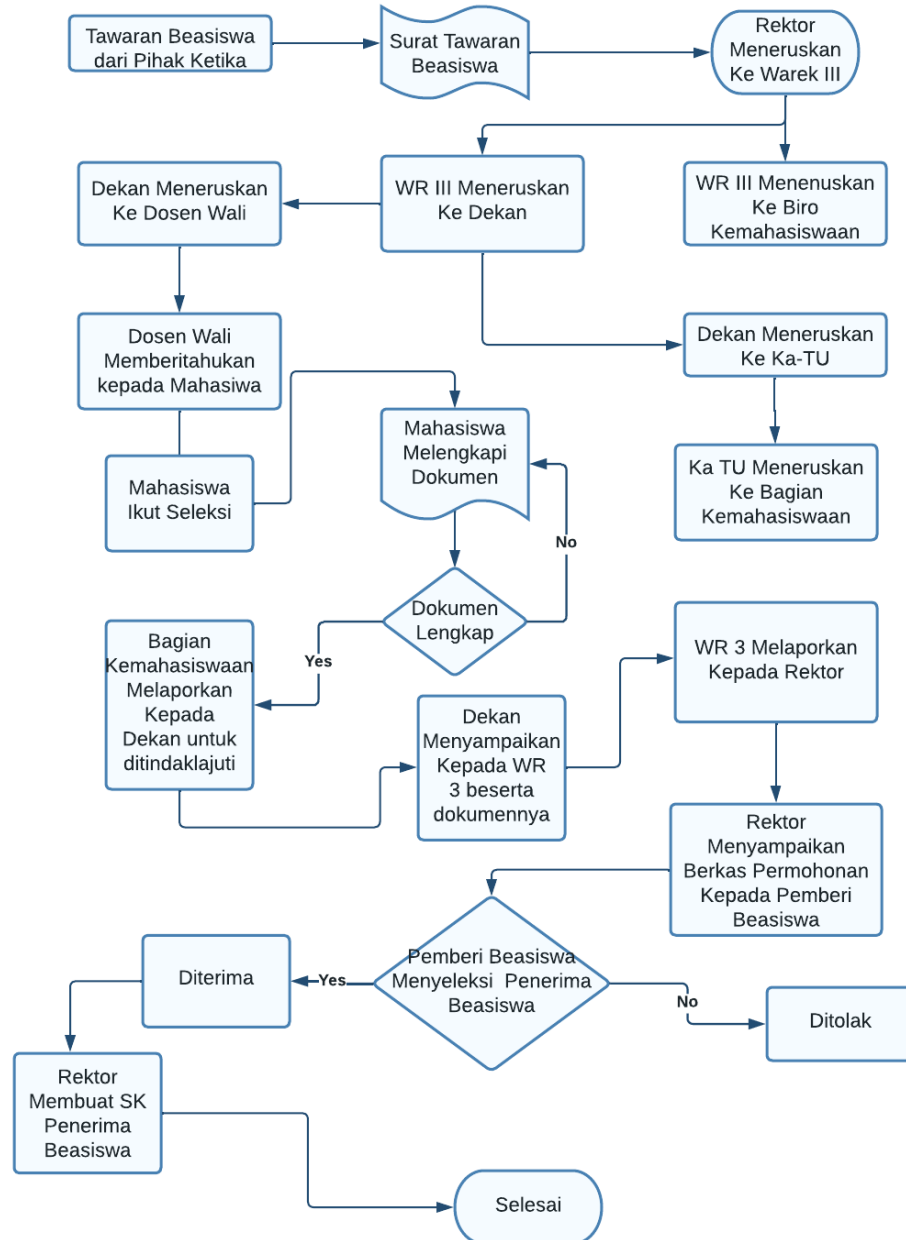 Tawaran Beasiswa
dari Pihak Ketika
Surat Tawaran
Beasiswa
Rektor
Meneruskan
Ke Warek III
Dekan Meneruskan
Ke Dosen Wali
WR III Meneruskan
Ke Dekan
WR III Menenuskan
Ke Biro
Kemahasiswaan
Dosen Wali
Memberitahukan
kepada Mahasiwa
Dekan Meneruskan
Ke Ka-TU
Mahasiswa
Ikut Seleksi
Mahasiswa
Melengkapi
Dokumen
Ka TU Meneruskan
Ke Bagian
Kemahasiswaan
No
Dokumen
Lengkap
Yes
Bagian
Kemahasiswaan
Melaporkan
Kepada
Dekan untuk
ditindaklajuti
Dekan
Menyampaikan
Kepada WR
3 beserta
dokumennya
WR 3 Melaporkan
Kepada Rektor
Rektor
Menyampaikan
Berkas Permohonan
Kepada Pemberi
Beasiswa
Pemberi Beasiswa
Menyeleksi Penerima
Beasiswa
Yes
Diterima
No
Ditolak
Rektor
Membuat SK
Penerima
Beasiswa
Selesai